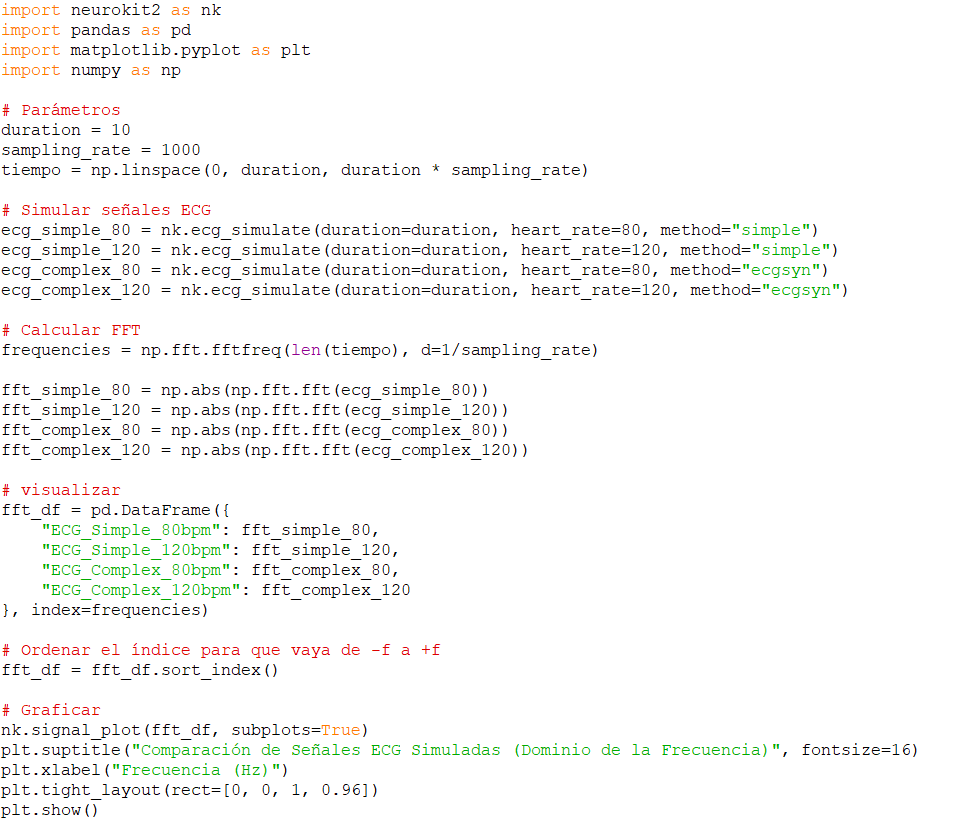 import neurokit2 as nk
import pandas as pd
import matplotlib.pyplot as plt
import numpy as np

# Parámetros
duration = 10
sampling_rate = 1000
tiempo = np.linspace(0, duration, duration * sampling_rate)

# Simular señales ECG
ecg_simple_80 = nk.ecg_simulate(duration=duration, heart_rate=80, method="simple")
ecg_simple_120 = nk.ecg_simulate(duration=duration, heart_rate=120, method="simple")
ecg_complex_80 = nk.ecg_simulate(duration=duration, heart_rate=80, method="ecgsyn")
ecg_complex_120 = nk.ecg_simulate(duration=duration, heart_rate=120, method="ecgsyn")

# Calcular FFT
frequencies = np.fft.fftfreq(len(tiempo), d=1/sampling_rate)

fft_simple_80 = np.abs(np.fft.fft(ecg_simple_80))
fft_simple_120 = np.abs(np.fft.fft(ecg_simple_120))
fft_complex_80 = np.abs(np.fft.fft(ecg_complex_80))
fft_complex_120 = np.abs(np.fft.fft(ecg_complex_120))

# visualizar
fft_df = pd.DataFrame({
    "ECG_Simple_80bpm": fft_simple_80,
    "ECG_Simple_120bpm": fft_simple_120,
    "ECG_Complex_80bpm": fft_complex_80,
    "ECG_Complex_120bpm": fft_complex_120
}, index=frequencies)

# Ordenar el índice para que vaya de -f a +f
fft_df = fft_df.sort_index()

# Graficar
nk.signal_plot(fft_df, subplots=True)
plt.suptitle("Comparación de Señales ECG Simuladas (Dominio de la Frecuencia)", fontsize=16)
plt.xlabel("Frecuencia (Hz)")
plt.tight_layout(rect=[0, 0, 1, 0.96])
plt.show()